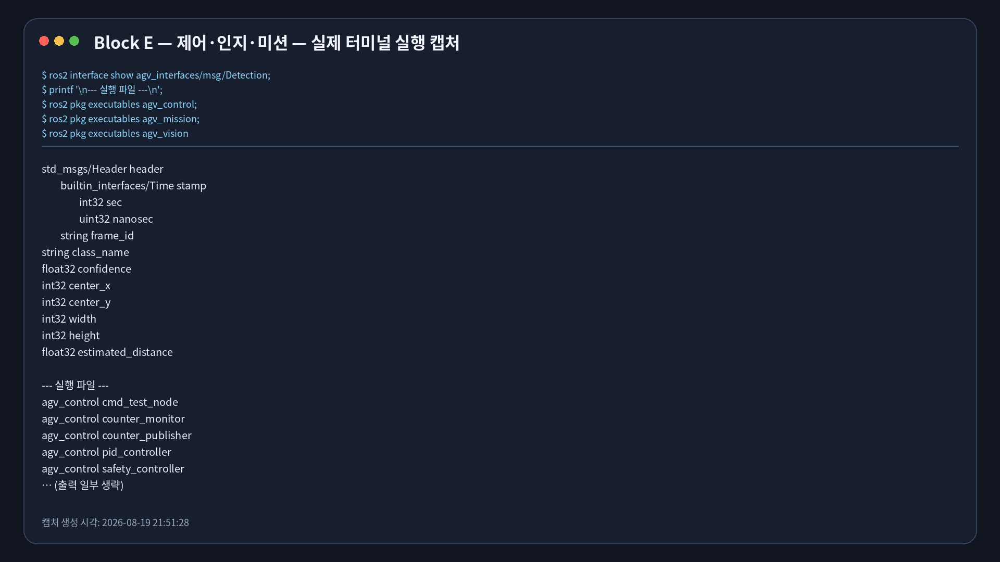 Block E — 제어·인지·미션 — 실제 터미널 실행 캡처
$ ros2 interface show agv_interfaces/msg/Detection;
$ printf '\n--- 실행 파일 ---\n';
$ ros2 pkg executables agv_control;
$ ros2 pkg executables agv_mission;
$ ros2 pkg executables agv_vision
std_msgs/Header header
builtin_interfaces/Time stamp
int32 sec
uint32 nanosec
string frame_id
string class_name
float32 confidence
int32 center_x
int32 center_y
int32 width
int32 height
float32 estimated_distance
--- 실행 파일 ---
agv_control cmd_test_node
agv_control counter_monitor
agv_control counter_publisher
agv_control pid_controller
agv_control safety_controller
… (출력 일부 생략)
캡처 생성 시각: 2026-08-19 21:51:28